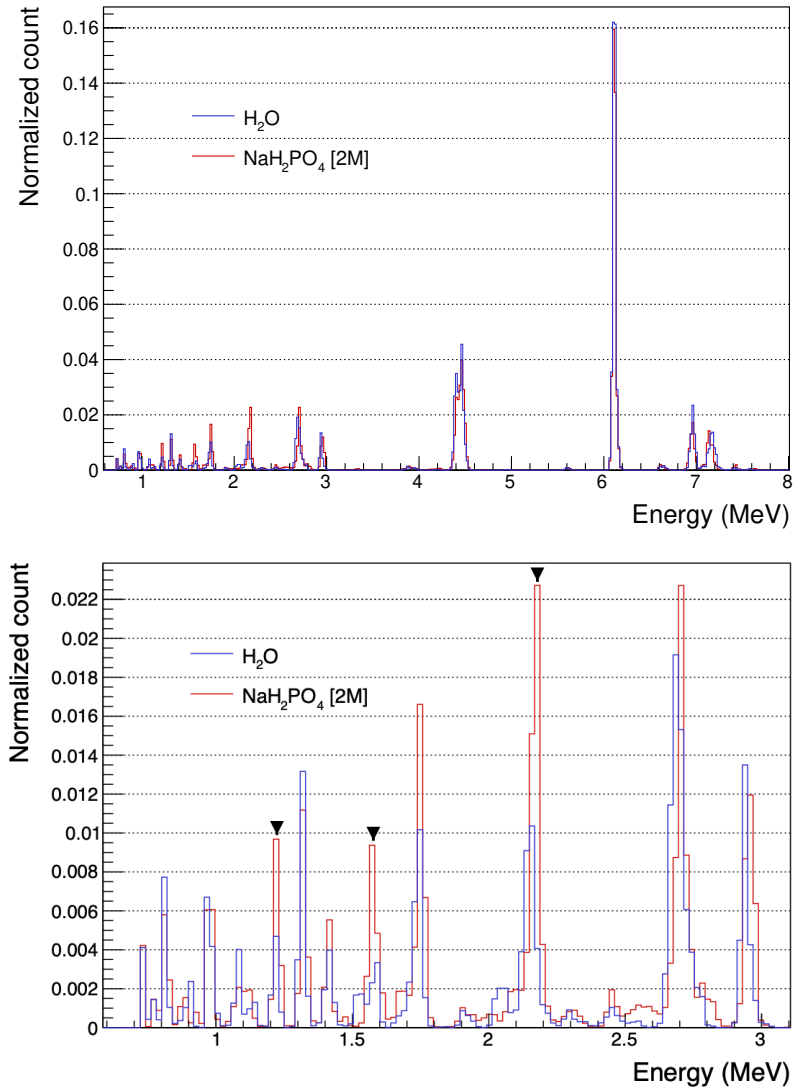 Normalized count
0.16
0.14
0.12
0.1
0.08
0.06
0.04
0.02
0
H₂O
NaH₂PO₄ [2M]
1 2 3 4 5 6 7 8
Energy (MeV)
Normalized count
0.022
0.02
0.018
0.016
0.014
0.012
0.01
0.008
0.006
0.004
0.002
0
H₂O
NaH₂PO₄ [2M]
1 1.5 2 2.5 3
Energy (MeV)